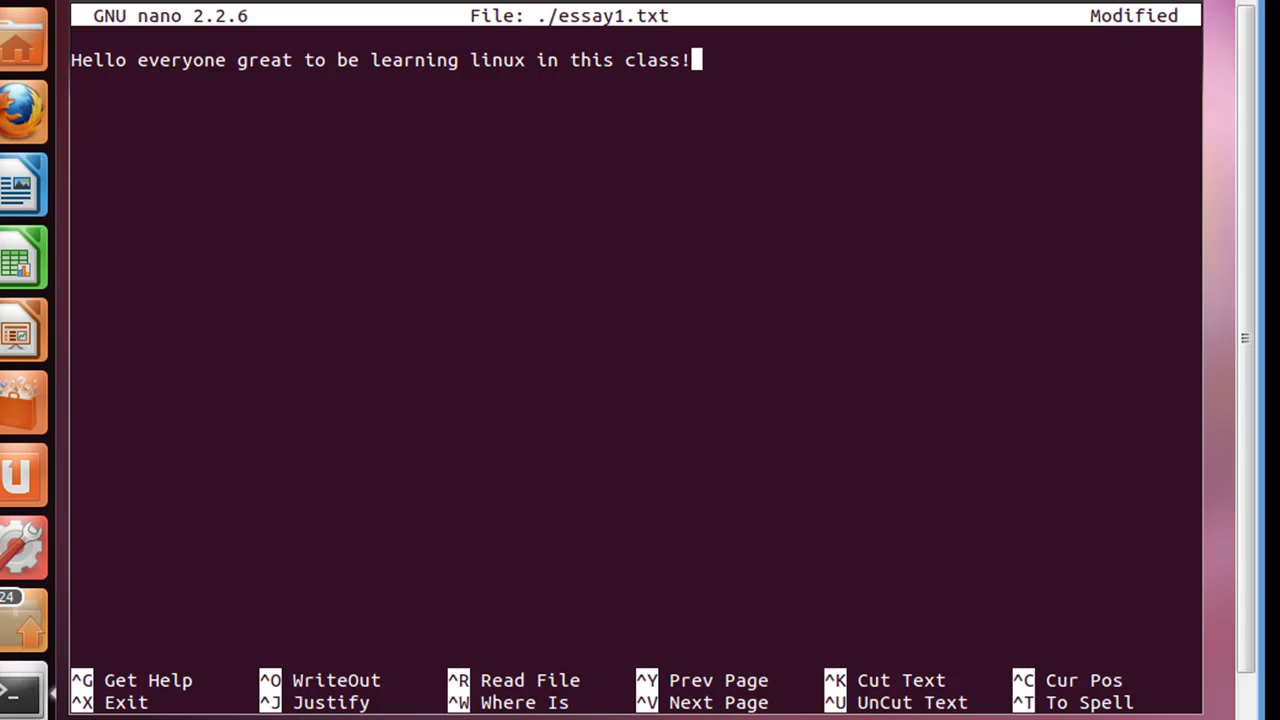 GNU nano 2.2.6 File: ./essay1.txt Modified
Hello everyone great to be learning linux in this class!
^G Get Help ^O WriteOut ^R Read File ^Y Prev Page ^K Cut Text ^C Cur Pos
^X Exit ^J Justify ^W Where Is ^V Next Page ^U UnCut Text ^T To Spell
U
24
>_